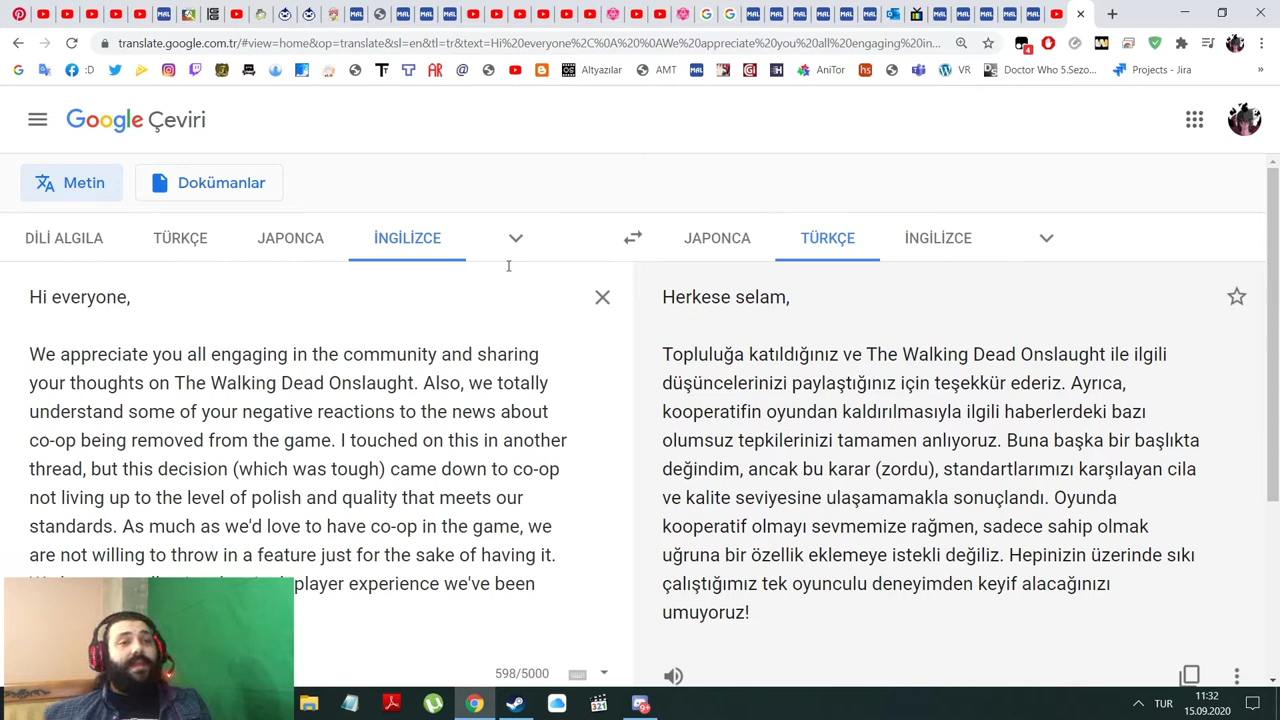 translate.google.com.tr/#view=home&op=translate&sl=en&tl=tr&text=Hi%20everyone%2C%0A%20%0AWe%20appreciate%20you%20all%20engaging%20in...
:D
Altyazılar
AMT
AniTor
VR
Doctor Who 5.Sezo...
Projects - Jira
Google Çeviri
Metin
Dokümanlar
DİLİ ALGILA
TÜRKÇE
JAPONCA
İNGİLİZCE
JAPONCA
TÜRKÇE
İNGİLİZCE
Hi everyone,
We appreciate you all engaging in the community and sharing
your thoughts on The Walking Dead Onslaught. Also, we totally
understand some of your negative reactions to the news about
co-op being removed from the game. I touched on this in another
thread, but this decision (which was tough) came down to co-op
not living up to the level of polish and quality that meets our
standards. As much as we'd love to have co-op in the game, we
are not willing to throw in a feature just for the sake of having it.
player experience we've been
598/5000
Herkese selam,
Topluluğa katıldığınız ve The Walking Dead Onslaught ile ilgili
düşüncelerinizi paylaştığınız için teşekkür ederiz. Ayrıca,
kooperatifin oyundan kaldırılmasıyla ilgili haberlerdeki bazı
olumsuz tepkilerinizi tamamen anlıyoruz. Buna başka bir başlıkta
değindim, ancak bu karar (zordu), standartlarımızı karşılayan cila
ve kalite seviyesine ulaşamamakla sonuçlandı. Oyunda
kooperatif olmayı sevmemize rağmen, sadece sahip olmak
uğruna bir özellik eklemeye istekli değiliz. Hepinizin üzerinde sıkı
çalıştığımız tek oyunculu deneyimden keyif alacağınızı
umuyoruz!
TUR
11:32
15.09.2020